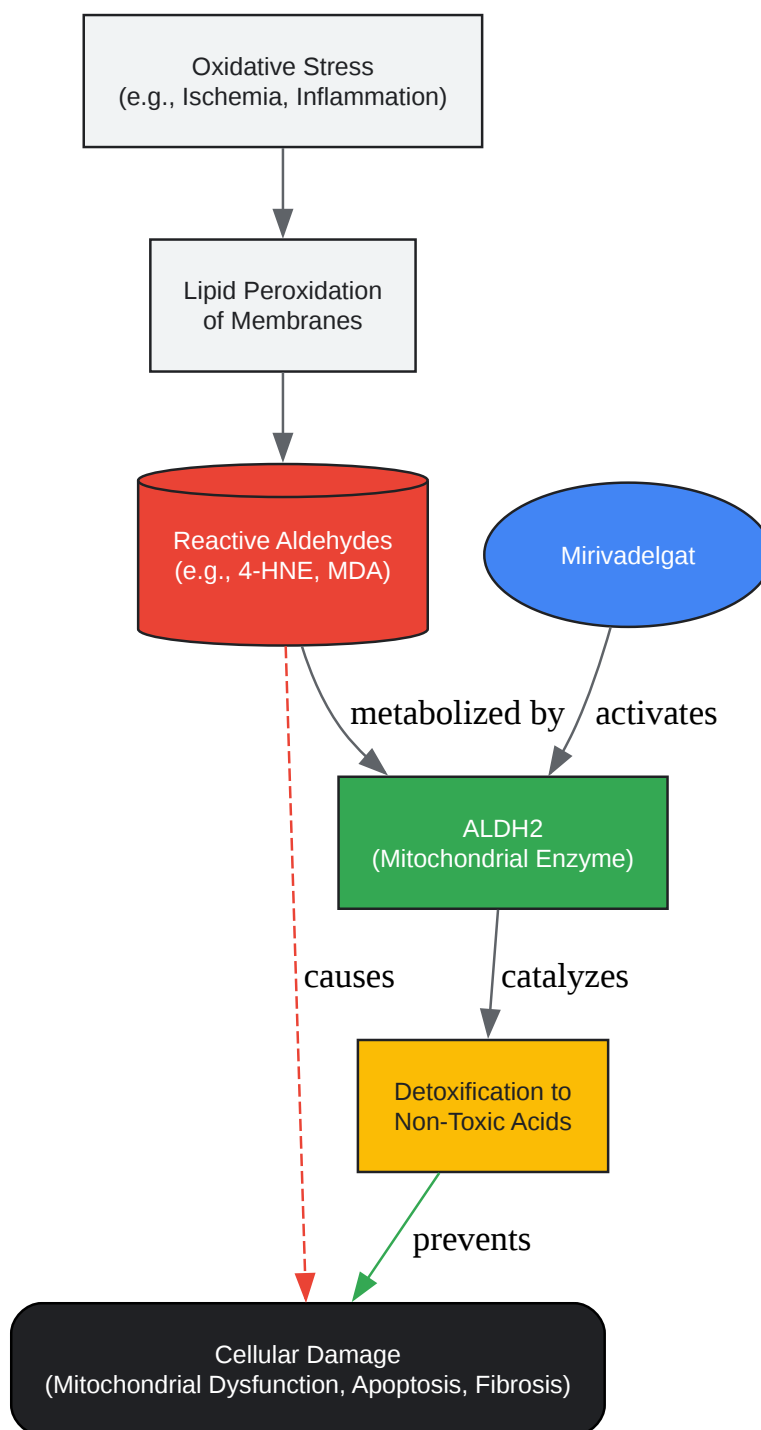 Oxidative Stress
(e.g., Ischemia, Inflammation)
Lipid Peroxidation
of Membranes
Reactive Aldehydes
(e.g., 4-HNE, MDA)
Mirivadelgat
metabolized by
activates
ALDH2
(Mitochondrial Enzyme)
causes
catalyzes
Detoxification to
Non-Toxic Acids
prevents
Cellular Damage
(Mitochondrial Dysfunction, Apoptosis, Fibrosis)